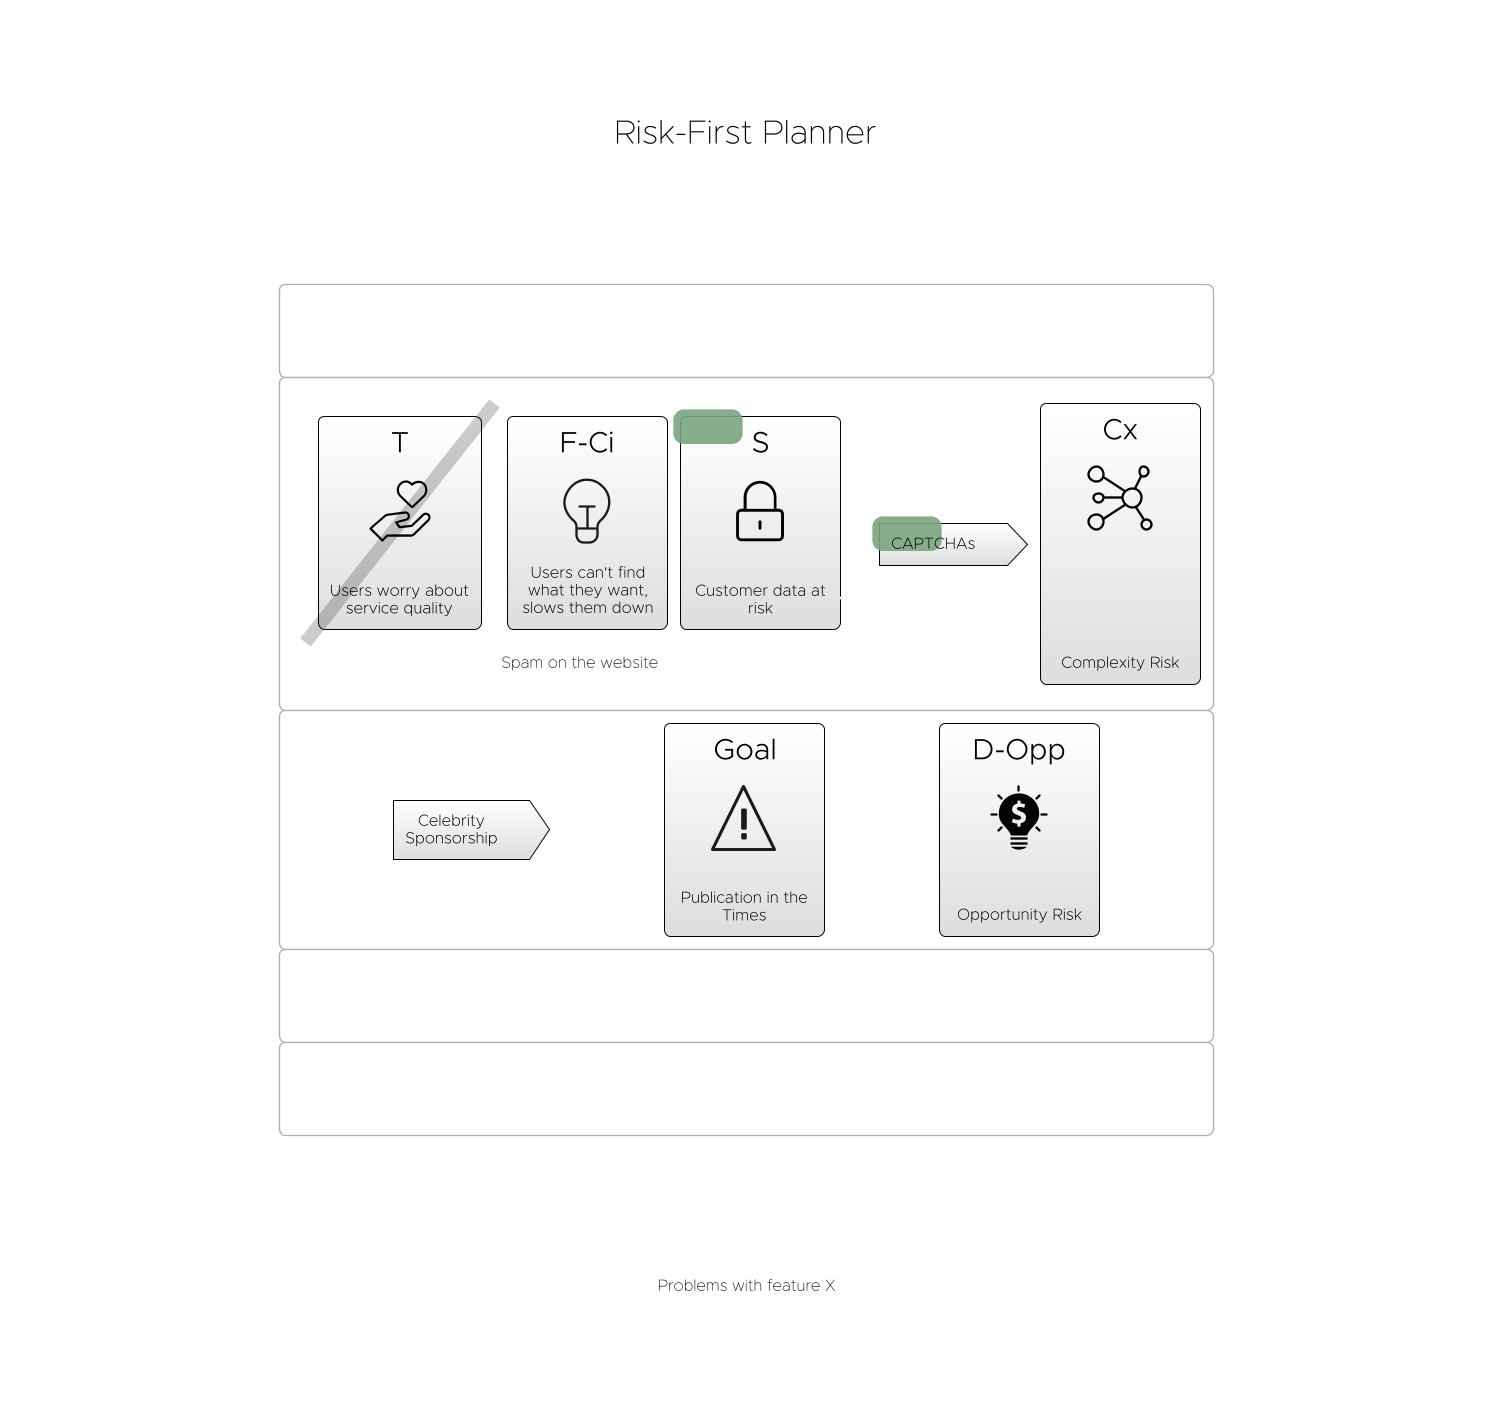 Risk-First Planner
T
Users worry about
service quality
F-Ci
Users can't find
what they want,
slows them down
S
Customer data at
risk
Spam on the website
CAPTCHAs
Cx
Complexity Risk
Celebrity
Sponsorship
Goal
!
Publication in the
Times
D-Opp
$
Opportunity Risk
Problems with feature X